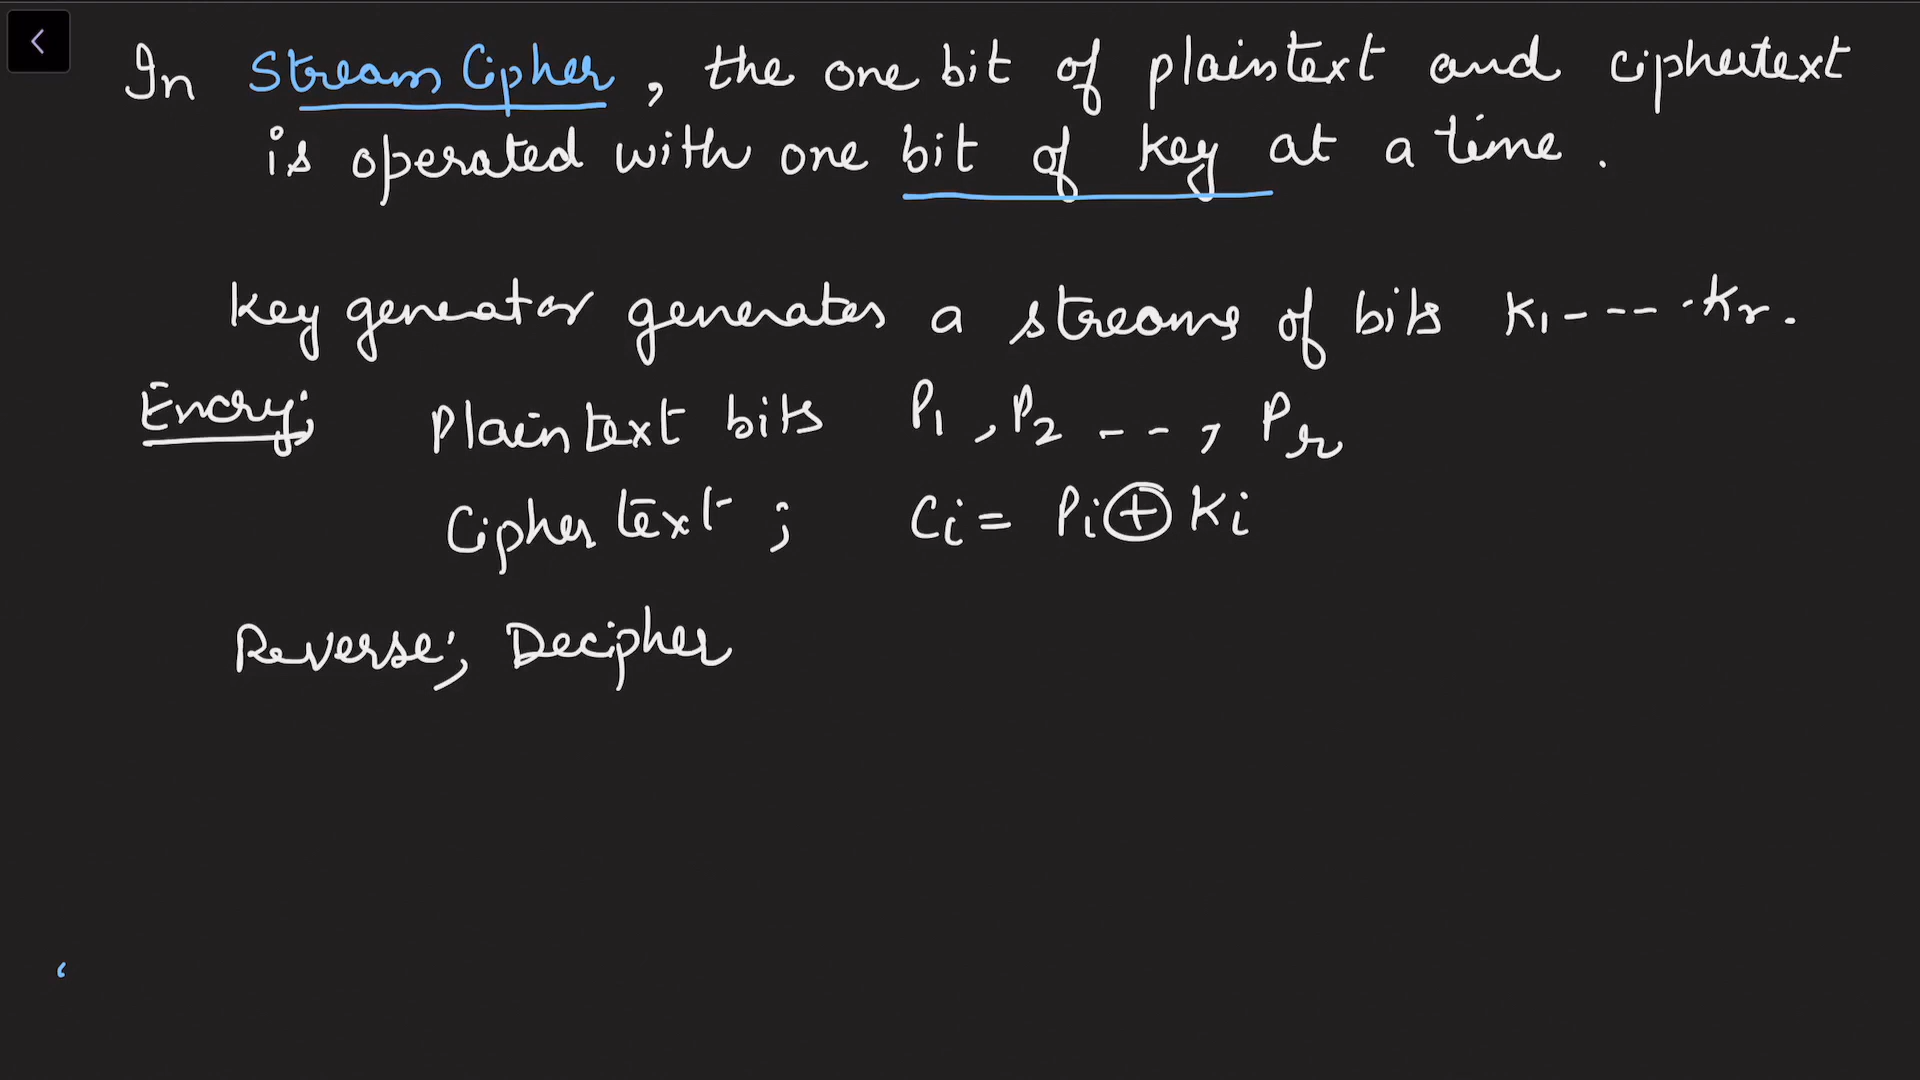 In Stream Cipher, the one bit of plaintext and ciphertext
is operated with one bit of key at a time.
key generator generates a streams of bits K1- -- -- .Kr.
Encry; Plaintext bits P1, P2 - - -, Pr
Cipher text ; Ci = Pi ⊕ Ki
Reverse; Decipher